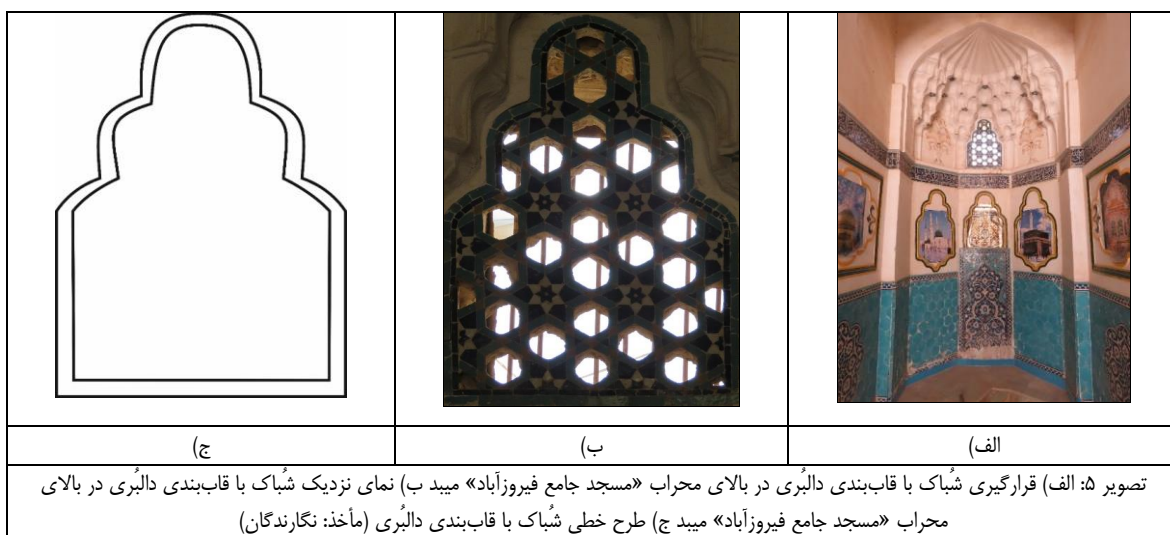 الف)
ب)
ج)
تصویر ۵: الف) قرارگیری شُباک با قاب‌بندی دالبُری در بالای محراب «مسجد جامع فیروزآباد» میبد ب) نمای نزدیک شُباک با قاب‌بندی دالبُری در بالای
محراب «مسجد جامع فیروزآباد» میبد ج) طرح خطی شُباک با قاب‌بندی دالبُری (مأخذ: نگارندگان)